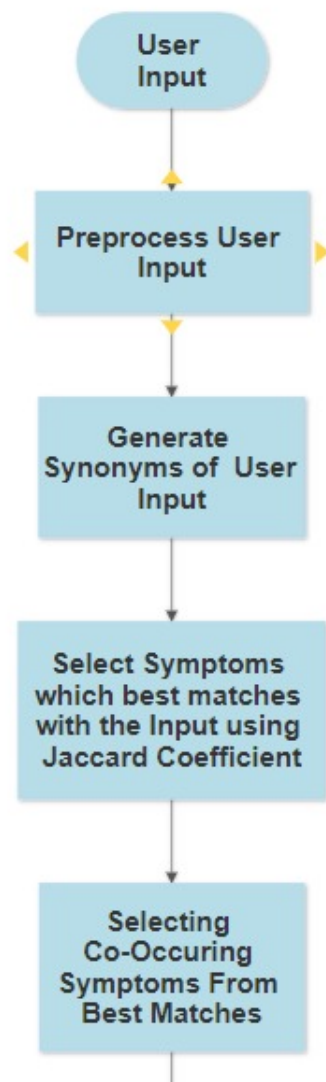 User
Input
Preprocess User
Input
Generate
Synonyms of User
Input
Select Symptoms
which best matches
with the Input using
Jaccard Coefficient
Selecting
Co-Occuring
Symptoms From
Best Matches